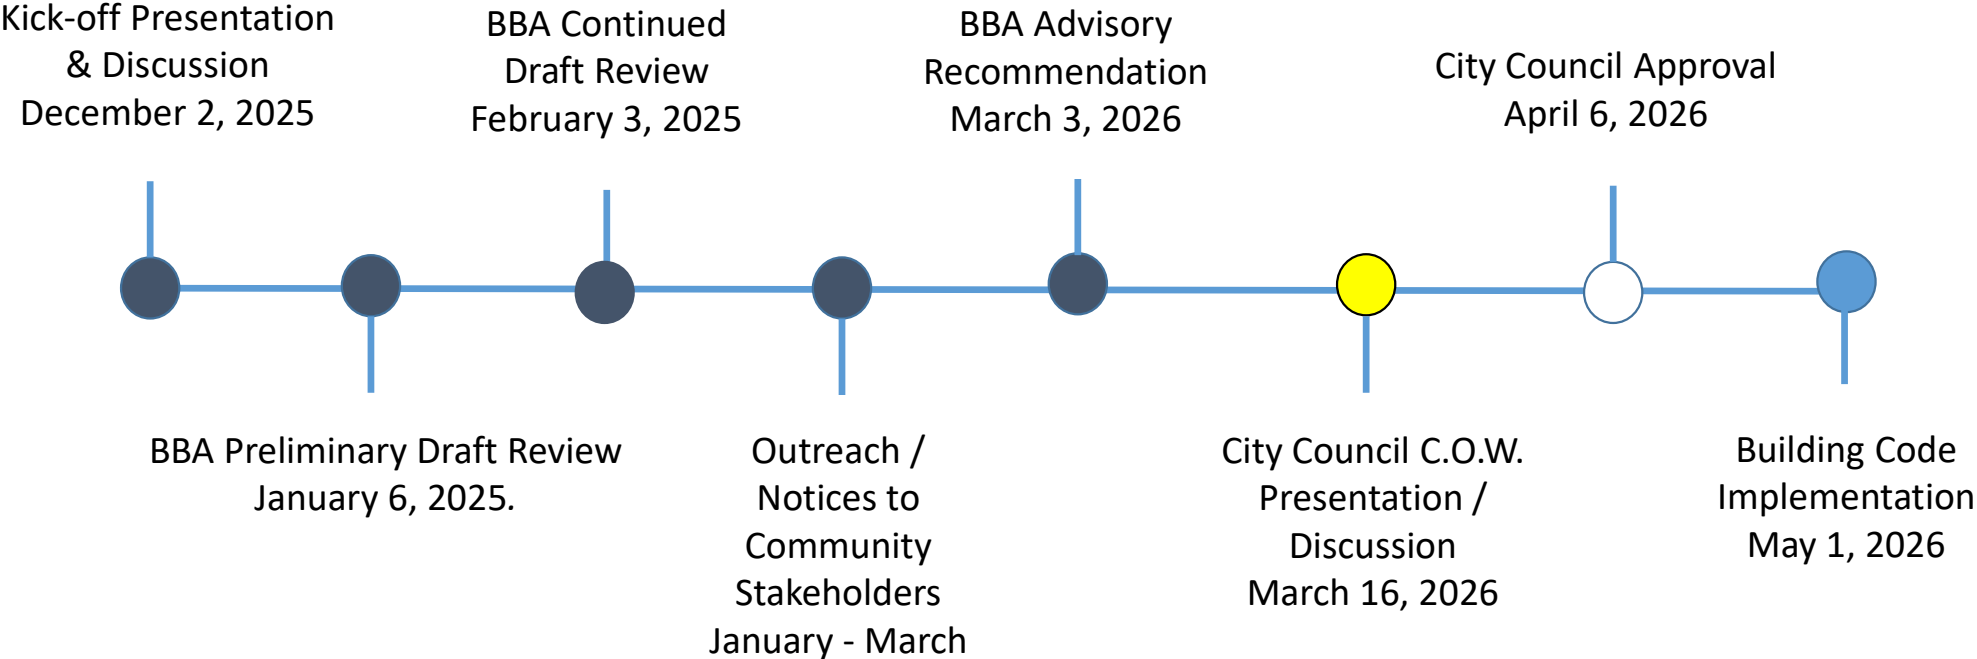 Kick-off Presentation
& Discussion
December 2, 2025
BBA Preliminary Draft Review
January 6, 2025.
BBA Continued
Draft Review
February 3, 2025
Outreach /
Notices to
Community
Stakeholders
January - March
BBA Advisory
Recommendation
March 3, 2026
City Council C.O.W.
Presentation /
Discussion
March 16, 2026
City Council Approval
April 6, 2026
Building Code
Implementation
May 1, 2026